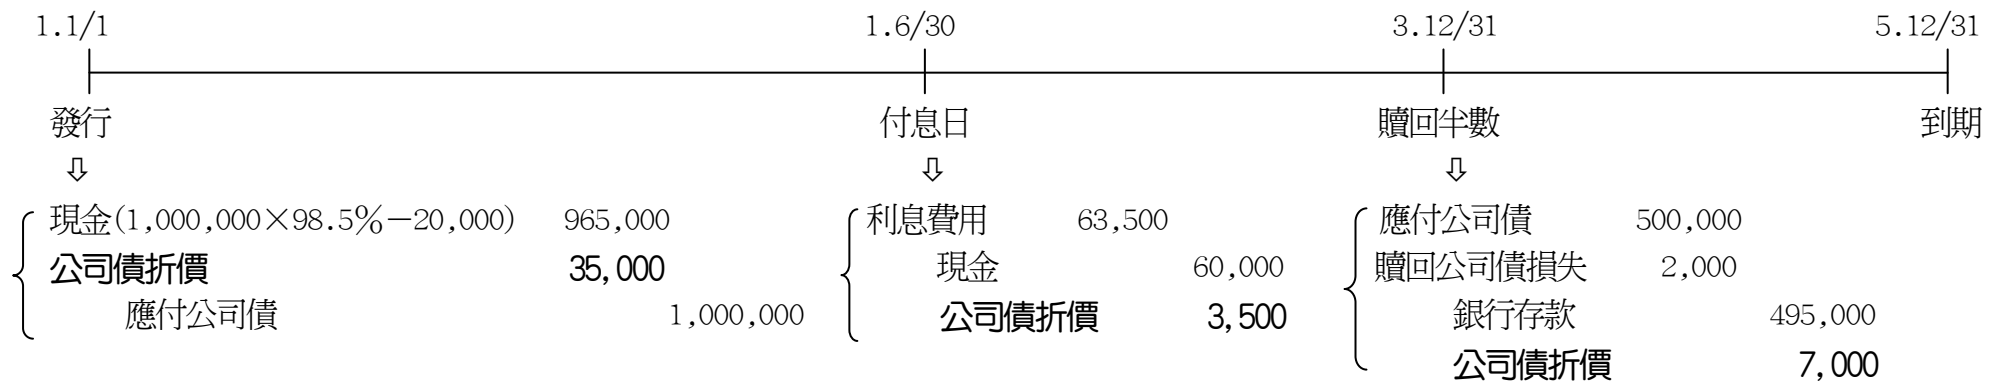 1.1/1 1.6/30 3.12/31 5.12/31
發行 付息日 贖回半數 到期
⇩ ⇩ ⇩
現金(1,000,000×98.5%－20,000) 965,000 利息費用 63,500 應付公司債 500,000
公司債折價 35,000 現金 60,000 贖回公司債損失 2,000
應付公司債 1,000,000 公司債折價 3,500 銀行存款 495,000
公司債折價 7,000